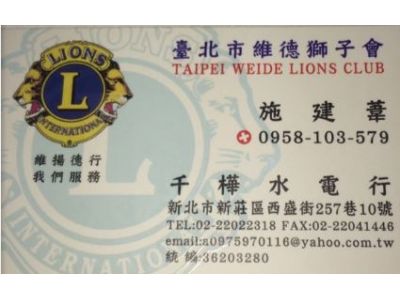 臺北市維德獅子會
TAIPEI WEIDE LIONS CLUB
LIONS
L
INTERNATIONAL
維揚德行
我們服務
施建葦
0958-103-579
千樺水電行
新北市新莊區西盛街257巷10號
TEL:02-22022318 FAX:02-22041446
email:a0975970116@yahoo.com.tw
統編:36203280